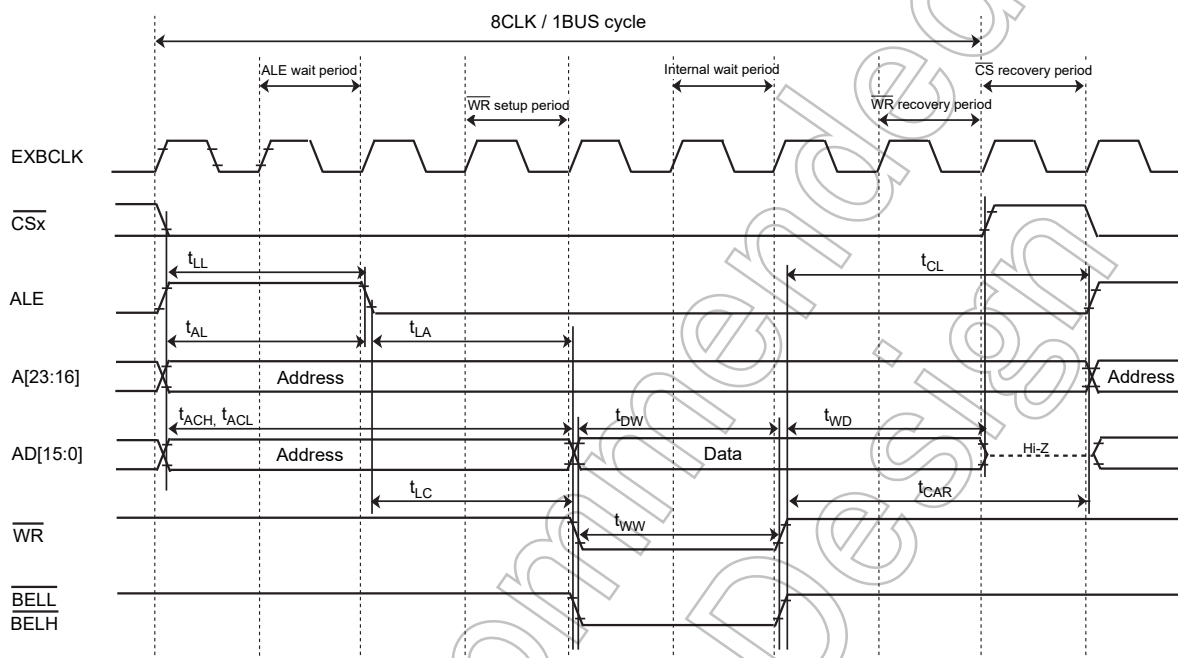 8CLK / 1BUS cycle
ALE wait period
Internal wait period
CS recovery period
WR setup period
WR recovery period
EXBCLK
CSx
tLL
tCL
ALE
tAL
tLA
A[23:16]
Address
Address
tACH, tACL
tDW
tWD
AD[15:0]
Address
Data
Hi-Z
tLC
tCAR
WR
tWW
BELL
BELH
ommended
Design